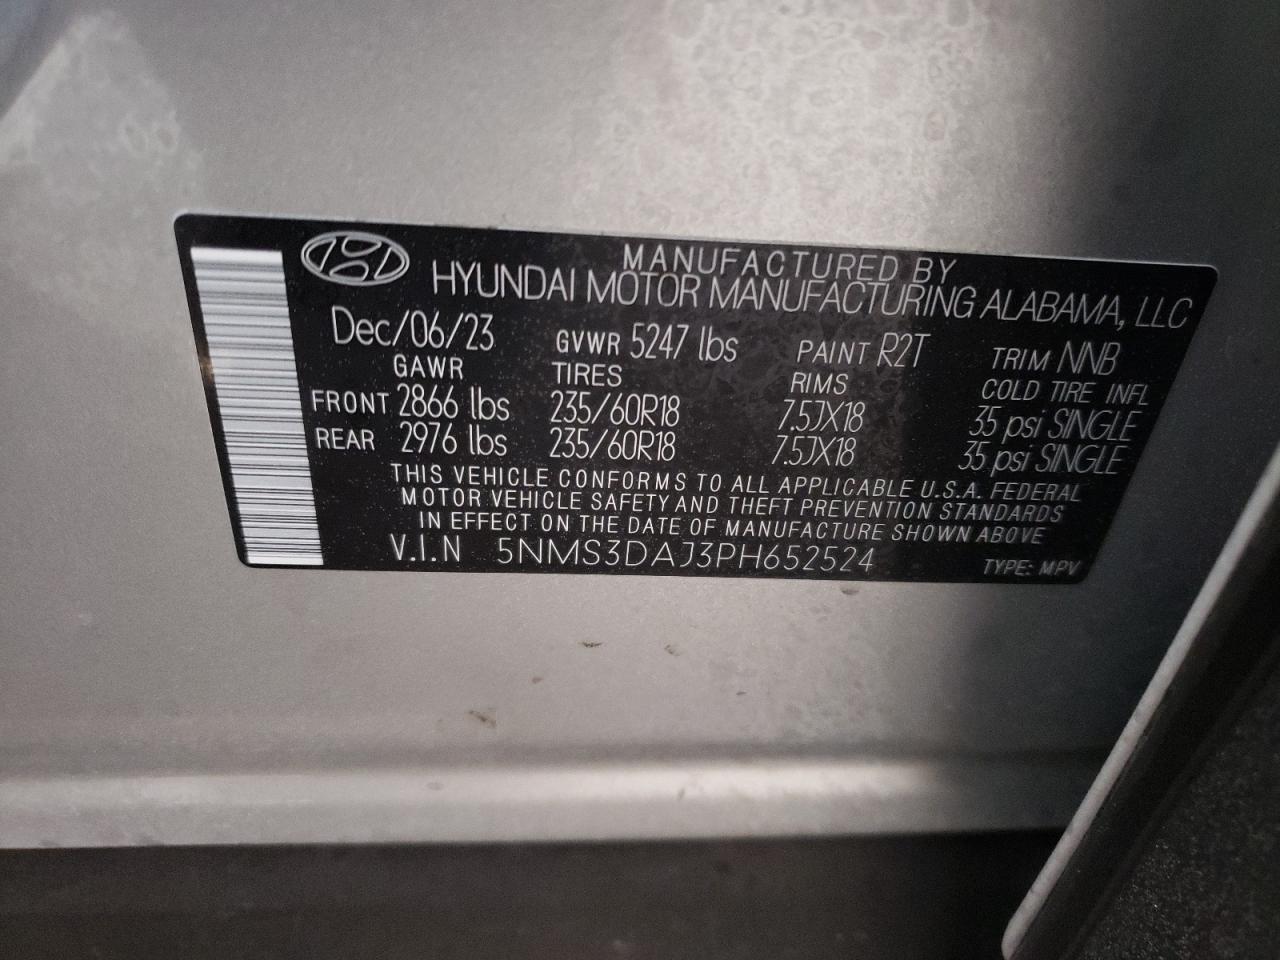 MANUFACTURED BY
HYUNDAI MOTOR MANUFACTURING ALABAMA, LLC
Dec/06/23 GVWR 5247 lbs PAINT R2T TRIM NNB
GAWR TIRES RIMS COLD TIRE INFL
FRONT 2866 lbs 235/60R18 7.5JX18 35 psi SINGLE
REAR 2976 lbs 235/60R18 7.5JX18 35 psi SINGLE
THIS VEHICLE CONFORMS TO ALL APPLICABLE U.S.A. FEDERAL
MOTOR VEHICLE SAFETY AND THEFT PREVENTION STANDARDS
IN EFFECT ON THE DATE OF MANUFACTURE SHOWN ABOVE
V.I.N 5NMS3DAJ3PH652524 TYPE: MPV